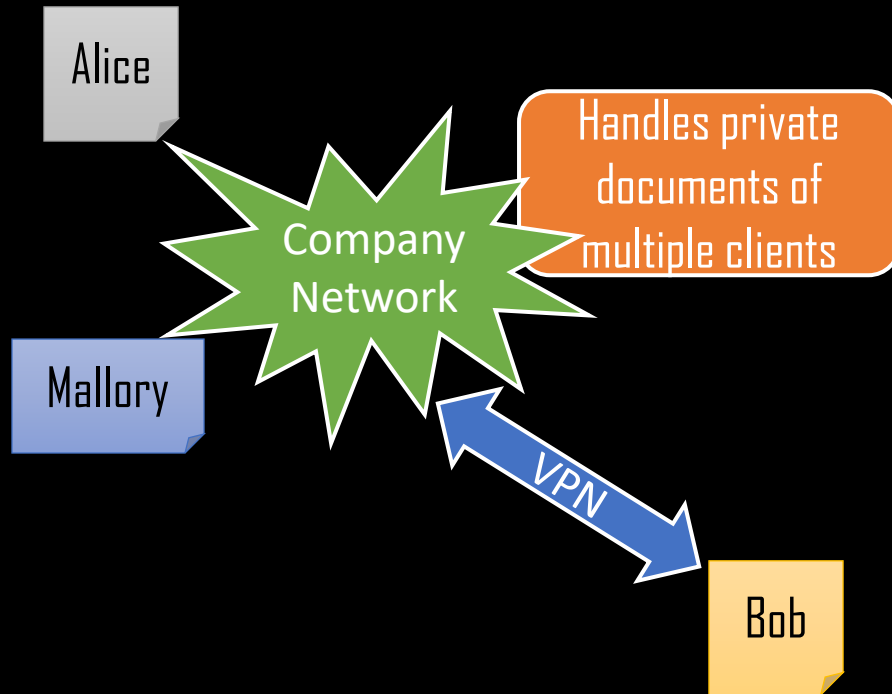 Alice
Handles private
documents of
multiple clients
Company
Network
Mallory
VPN
Bob